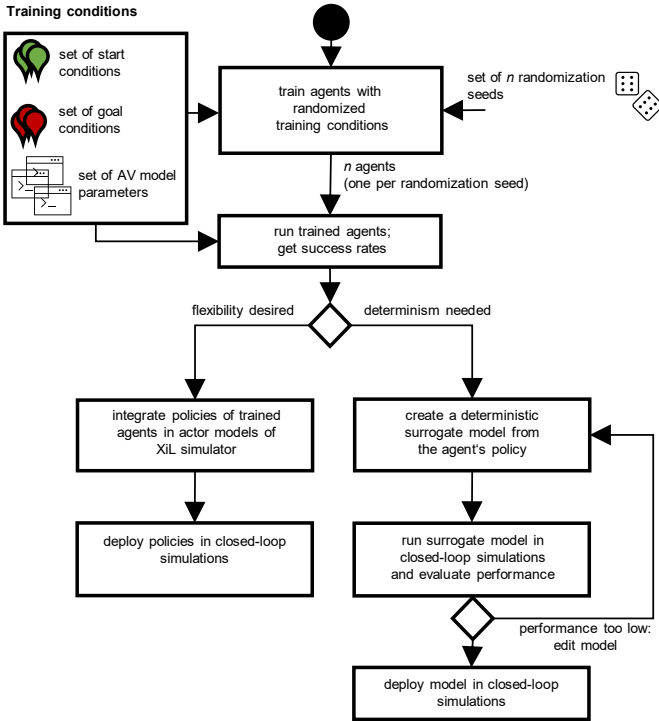 Training conditions
set of start
conditions
set of goal
conditions
set of AV model
parameters
train agents with
randomized
training conditions
set of n randomization
seeds
n agents
(one per randomization seed)
run trained agents;
get success rates
flexibility desired
determinism needed
integrate policies of trained
agents in actor models of
XiL simulator
create a deterministic
surrogate model from
the agent's policy
deploy policies in closed-loop
simulations
run surrogate model in
closed-loop simulations
and evaluate performance
performance too low:
edit model
deploy model in closed-loop
simulations